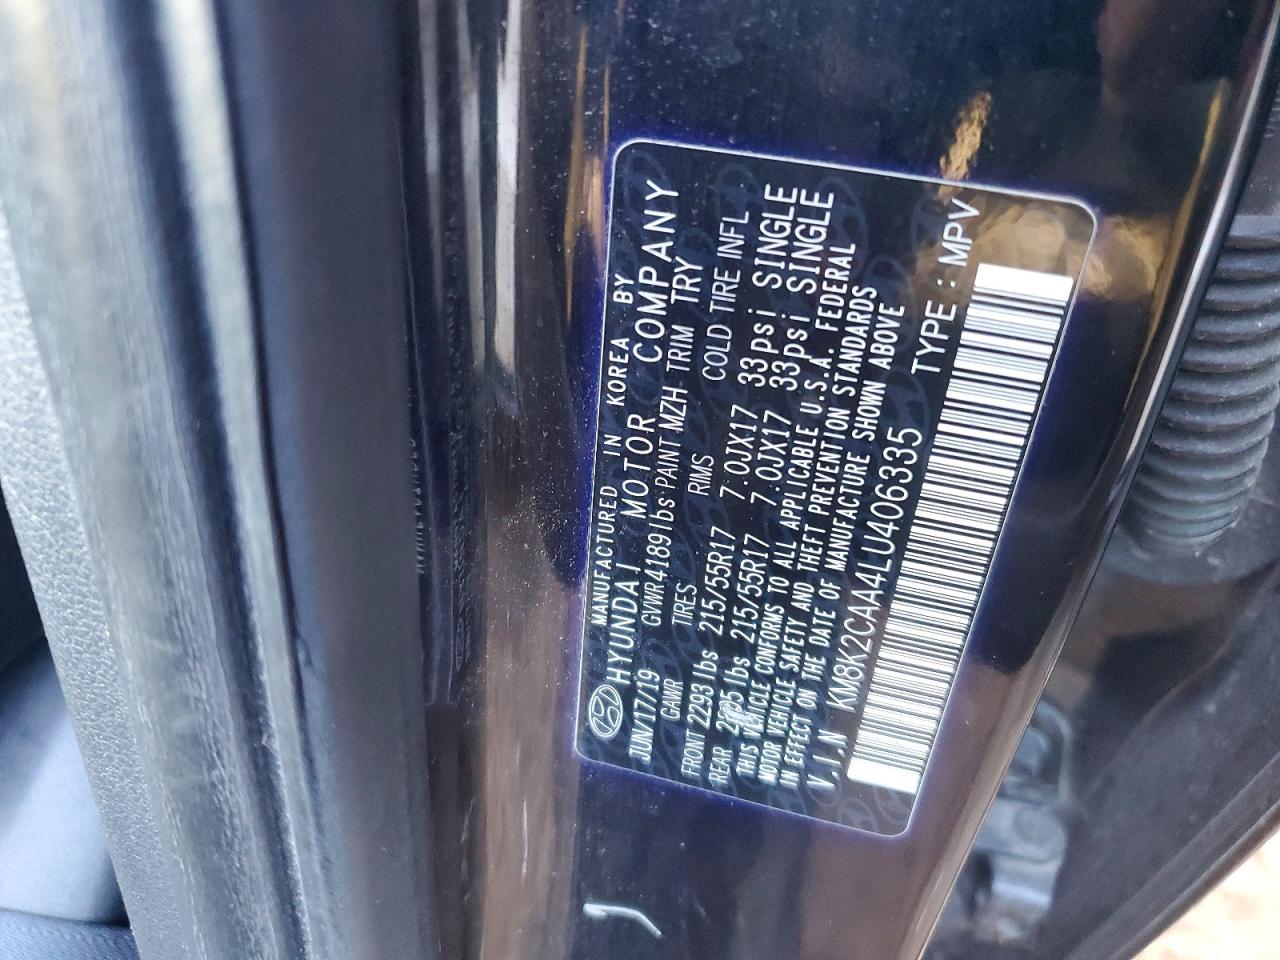 MANUFACTURED IN KOREA BY
HYUNDAI MOTOR COMPANY
JUN/17/19 GVWR 4189lbs PAINT MZH TRIM TRY
GAWR TIRES RIMS COLD TIRE INFL
FRONT 2293 lbs 215/55R17 7.0JX17 33psi SINGLE
REAR lbs 215/55R17 7.0JX17 33psi SINGLE
THIS VEHICLE CONFORMS TO ALL APPLICABLE U.S.A. FEDERAL
MOTOR VEHICLE SAFETY AND THEFT PREVENTION STANDARDS
IN EFFECT ON THE DATE OF MANUFACTURE SHOWN ABOVE
V.I.N KM8K2CAA4LU406335 TYPE : MPV